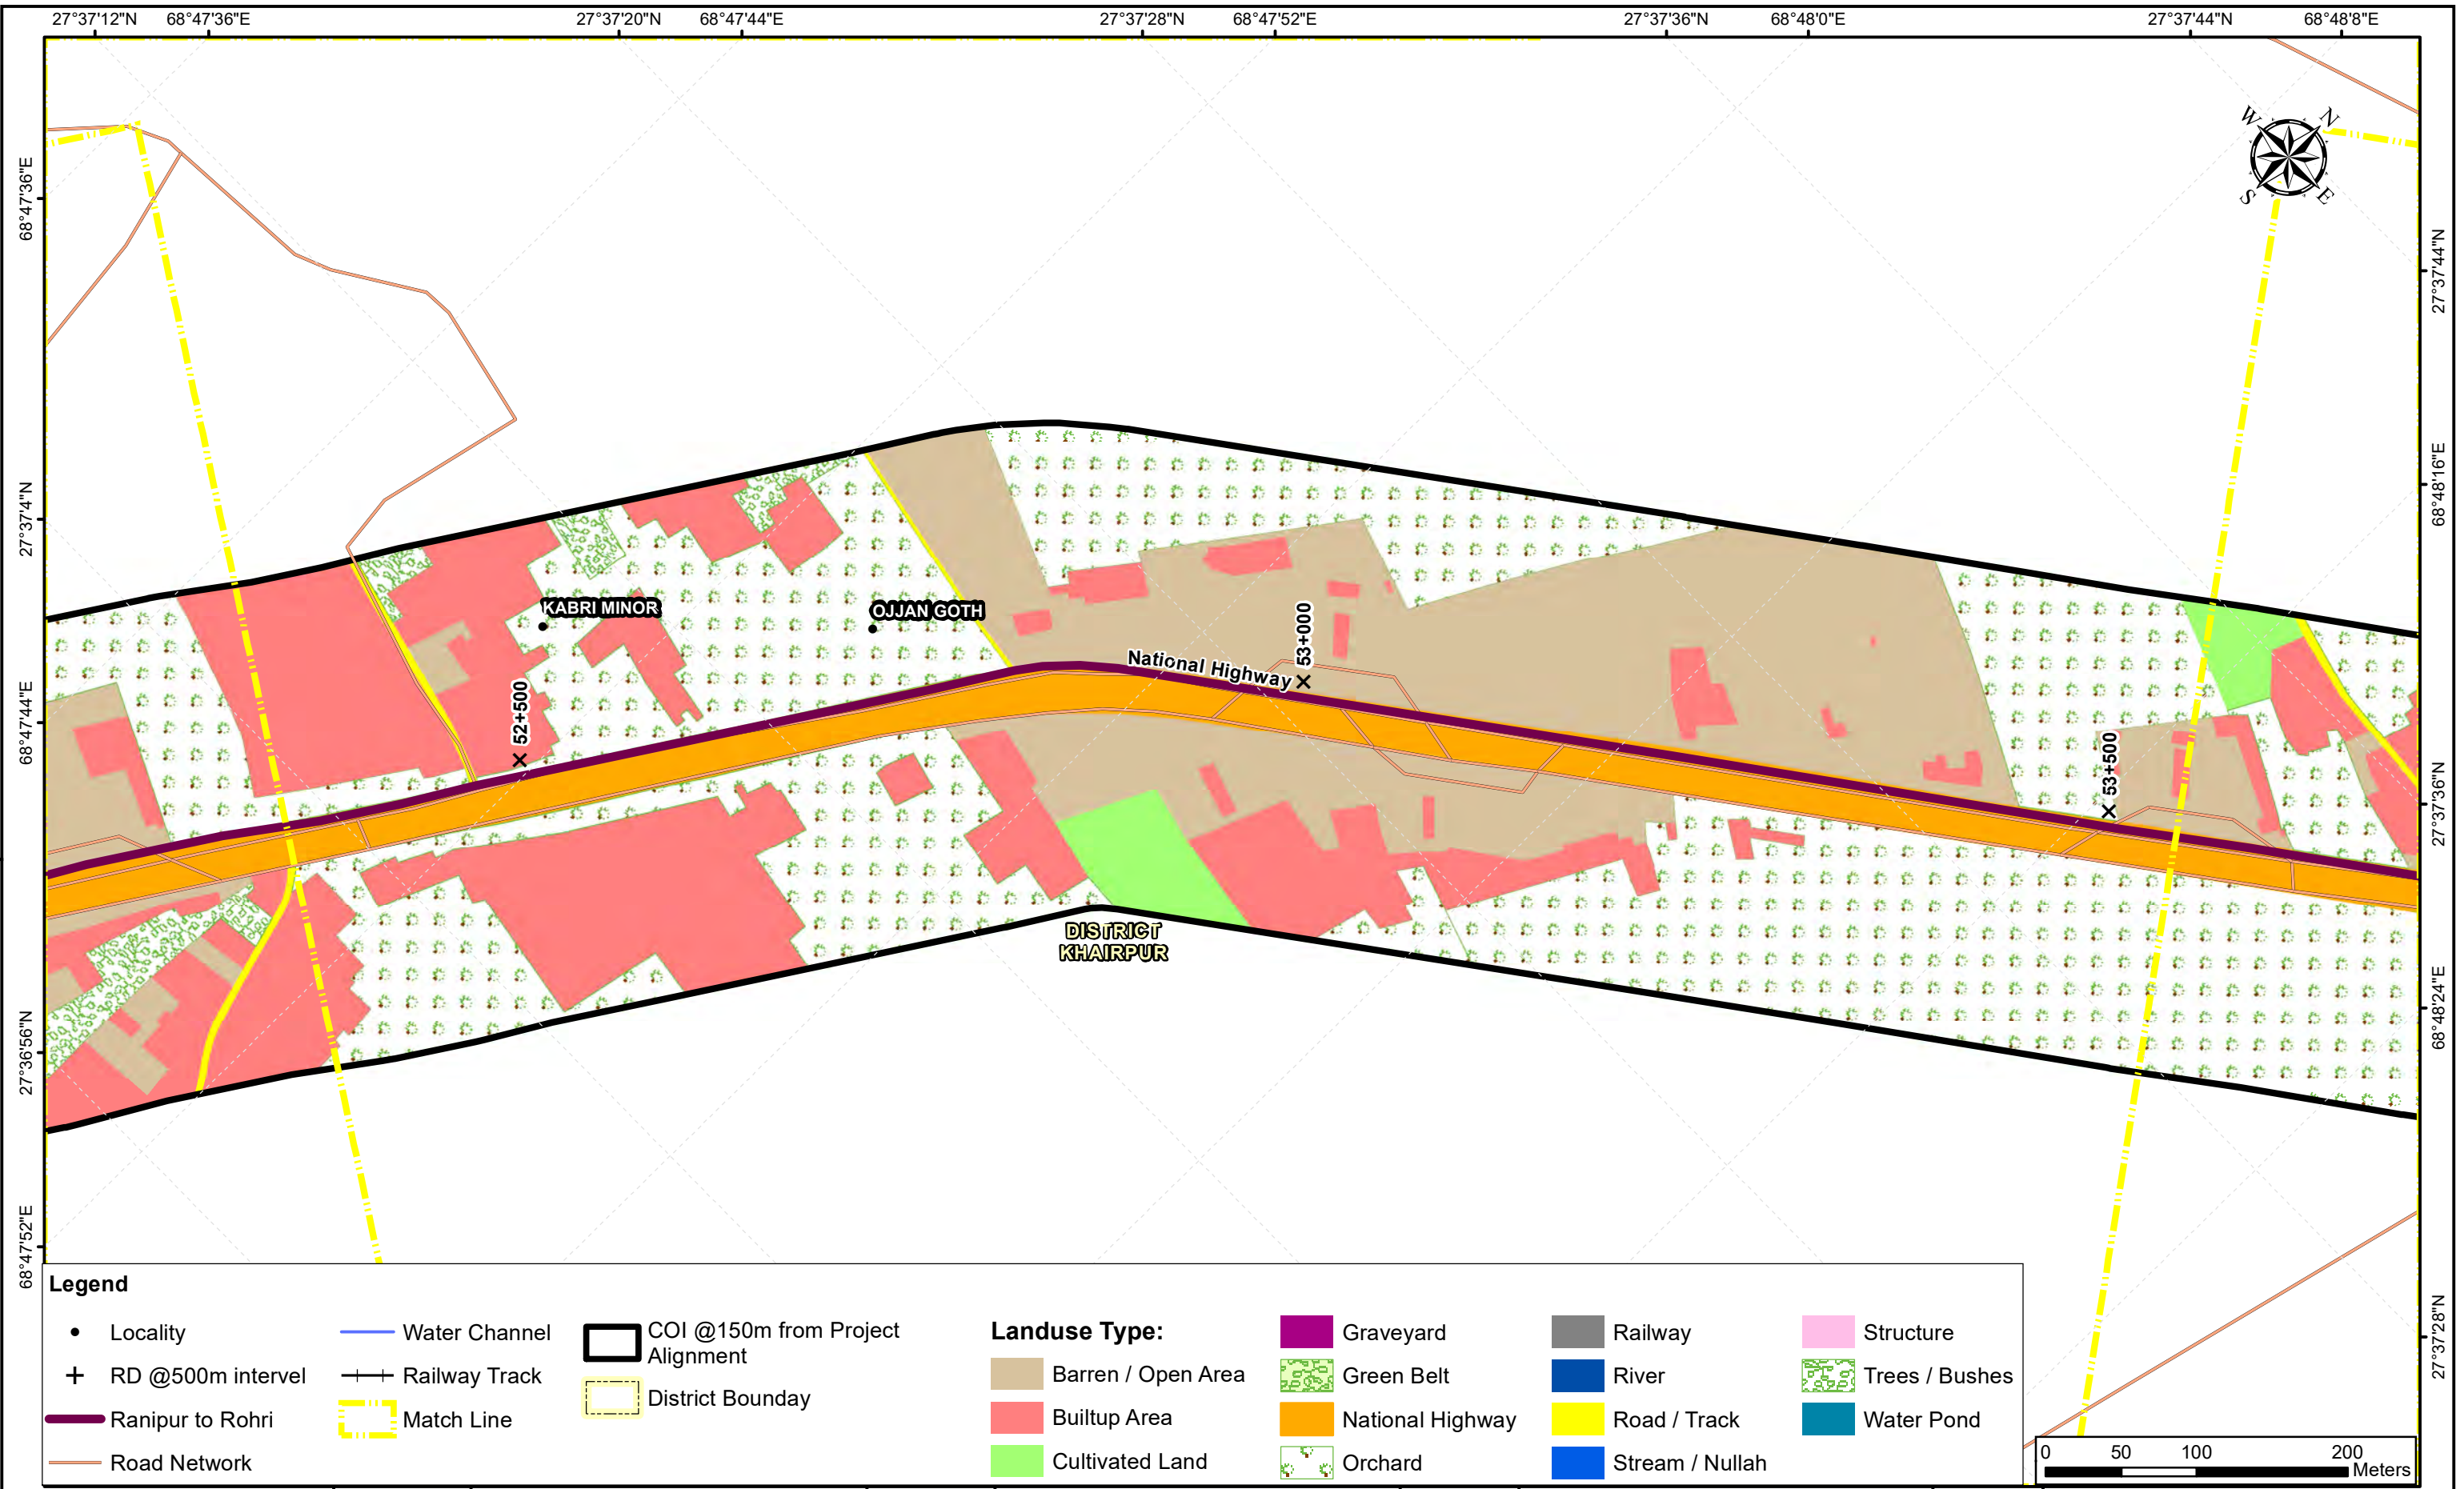 27°37'12"N 68°47'36"E 27°37'20"N 68°47'44"E 27°37'28"N 68°47'52"E 27°37'36"N 68°48'0"E 27°37'44"N 68°48'8"E
68°47'36"E
27°37'4"N
68°47'44"E
27°36'56"N
68°47'52"E
27°37'44"N
68°48'16"E
27°37'36"N
68°48'24"E
27°37'28"N
W N
S E
KABRI MINOR
OJJAN GOTH
National Highway
52+500
53+000
53+500
DISTRICT
KHAIRPUR
Legend
Locality
RD @500m intervel
Ranipur to Rohri
Road Network
Water Channel
Railway Track
Match Line
COI @150m from Project
Alignment
District Bounday
Landuse Type:
Barren / Open Area
Builtup Area
Cultivated Land
Graveyard
Green Belt
National Highway
Orchard
Railway
River
Road / Track
Stream / Nullah
Structure
Trees / Bushes
Water Pond
0 50 100 200
Meters